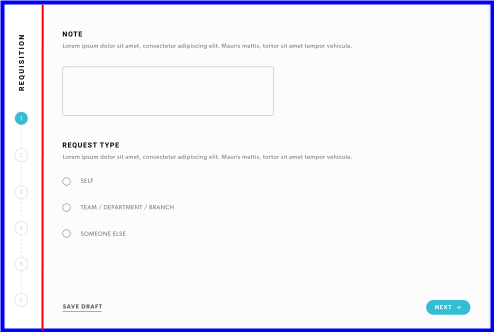 REQUISITION
1
2
3
4
5
6
NOTE
Lorem ipsum dolor sit amet, consectetur adipiscing elit. Mauris mattis, tortor sit amet tempor vehicula.
REQUEST TYPE
Lorem ipsum dolor sit amet, consectetur adipiscing elit. Mauris mattis, tortor sit amet tempor vehicula.
SELF
TEAM / DEPARTMENT / BRANCH
SOMEONE ELSE
SAVE DRAFT
NEXT →